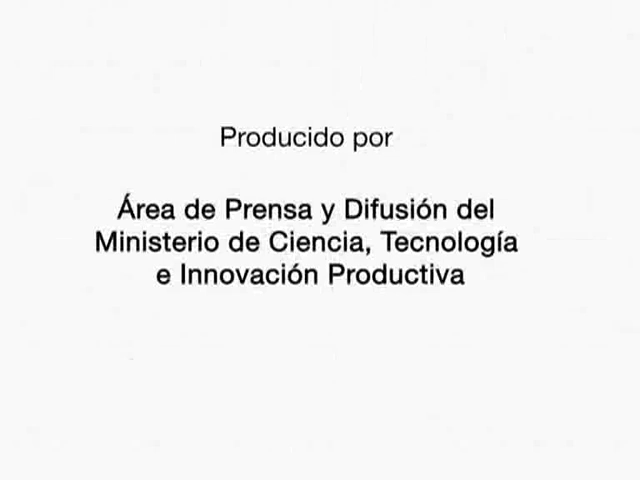 Producido por
Área de Prensa y Difusión del
Ministerio de Ciencia, Tecnología
e Innovación Productiva